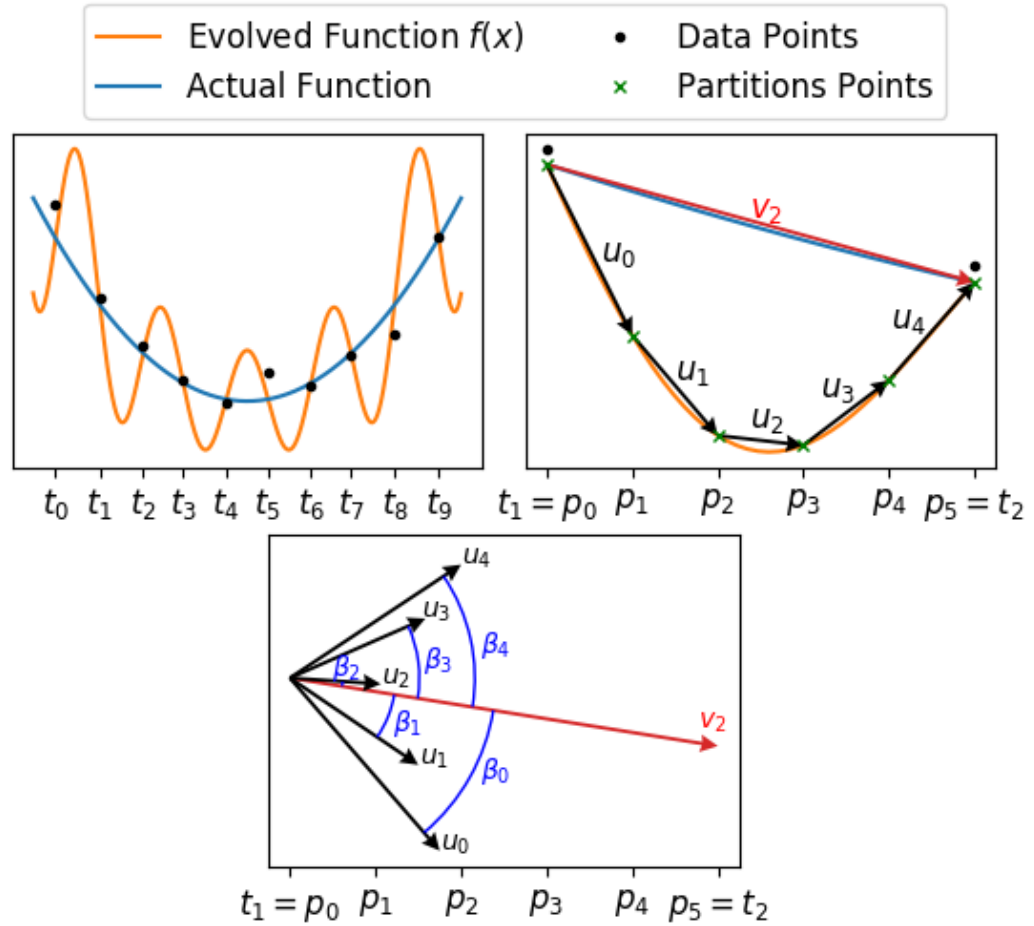 Evolved Function f(x)
Data Points
Actual Function
Partitions Points
t₀ t₁ t₂ t₃ t₄ t₅ t₆ t₇ t₈ t₉
v₂
u₀
u₄
u₁
u₃
u₂
t₁ = p₀ p₁ p₂ p₃ p₄ p₅ = t₂
u₄
u₃
β₄
β₃
β₂
u₂
v₂
β₁
u₁
β₀
u₀
t₁ = p₀ p₁ p₂ p₃ p₄ p₅ = t₂